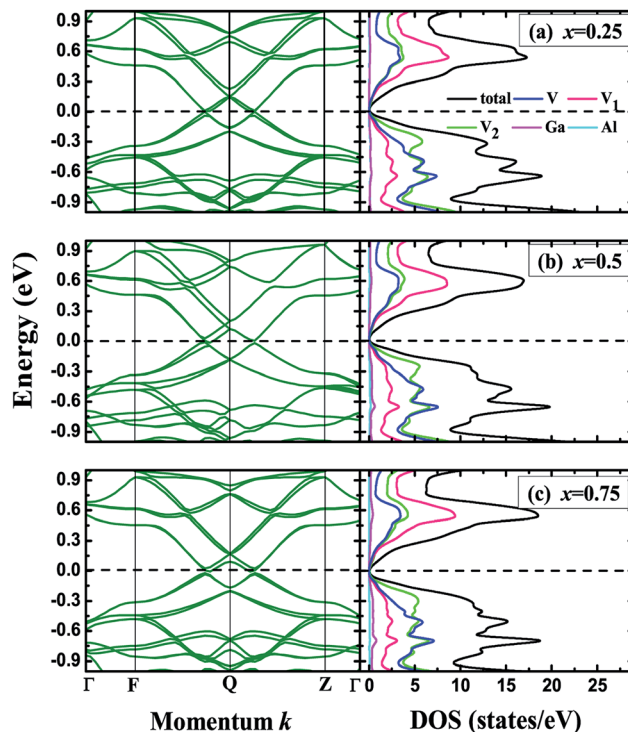 0.9
0.6
0.3
0.0
-0.3
-0.6
-0.9
(a) x=0.25
total V V1
V2 Ga Al
0.9
0.6
0.3
0.0
-0.3
-0.6
-0.9
(b) x=0.5
Energy (eV)
0.9
0.6
0.3
0.0
-0.3
-0.6
-0.9
(c) x=0.75
Γ F Q Z Γ 0 5 10 15 20 25
Momentum k DOS (states/eV)